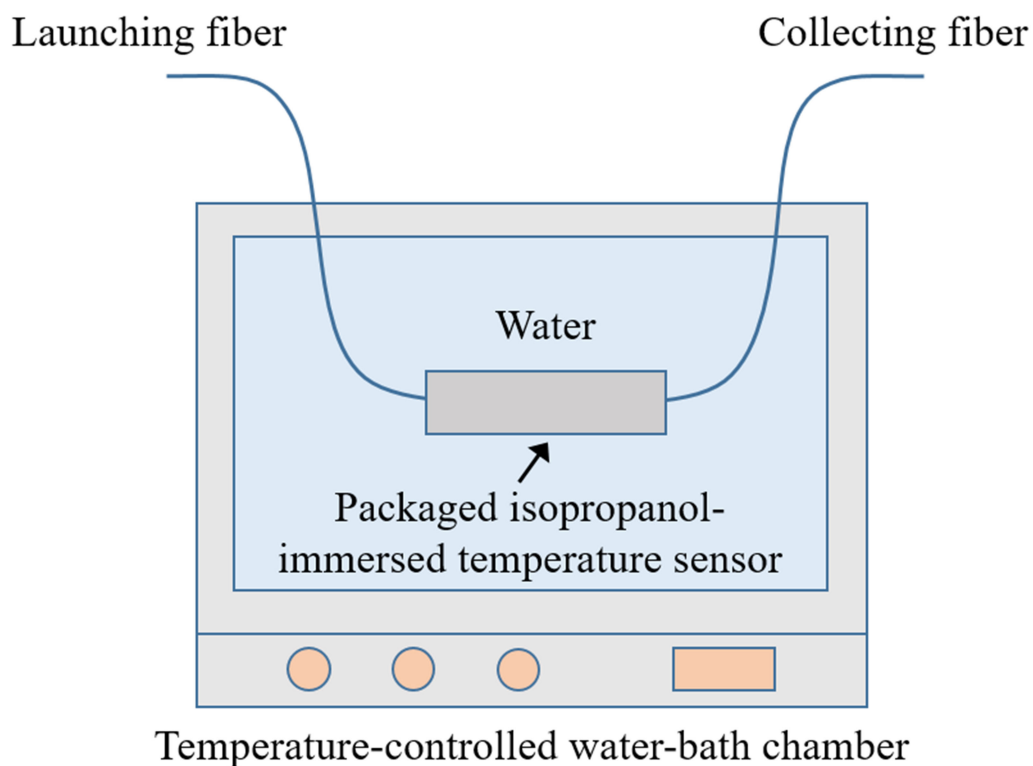 Launching fiber
Collecting fiber
Water
Packaged isopropanol-
immersed temperature sensor
Temperature-controlled water-bath chamber